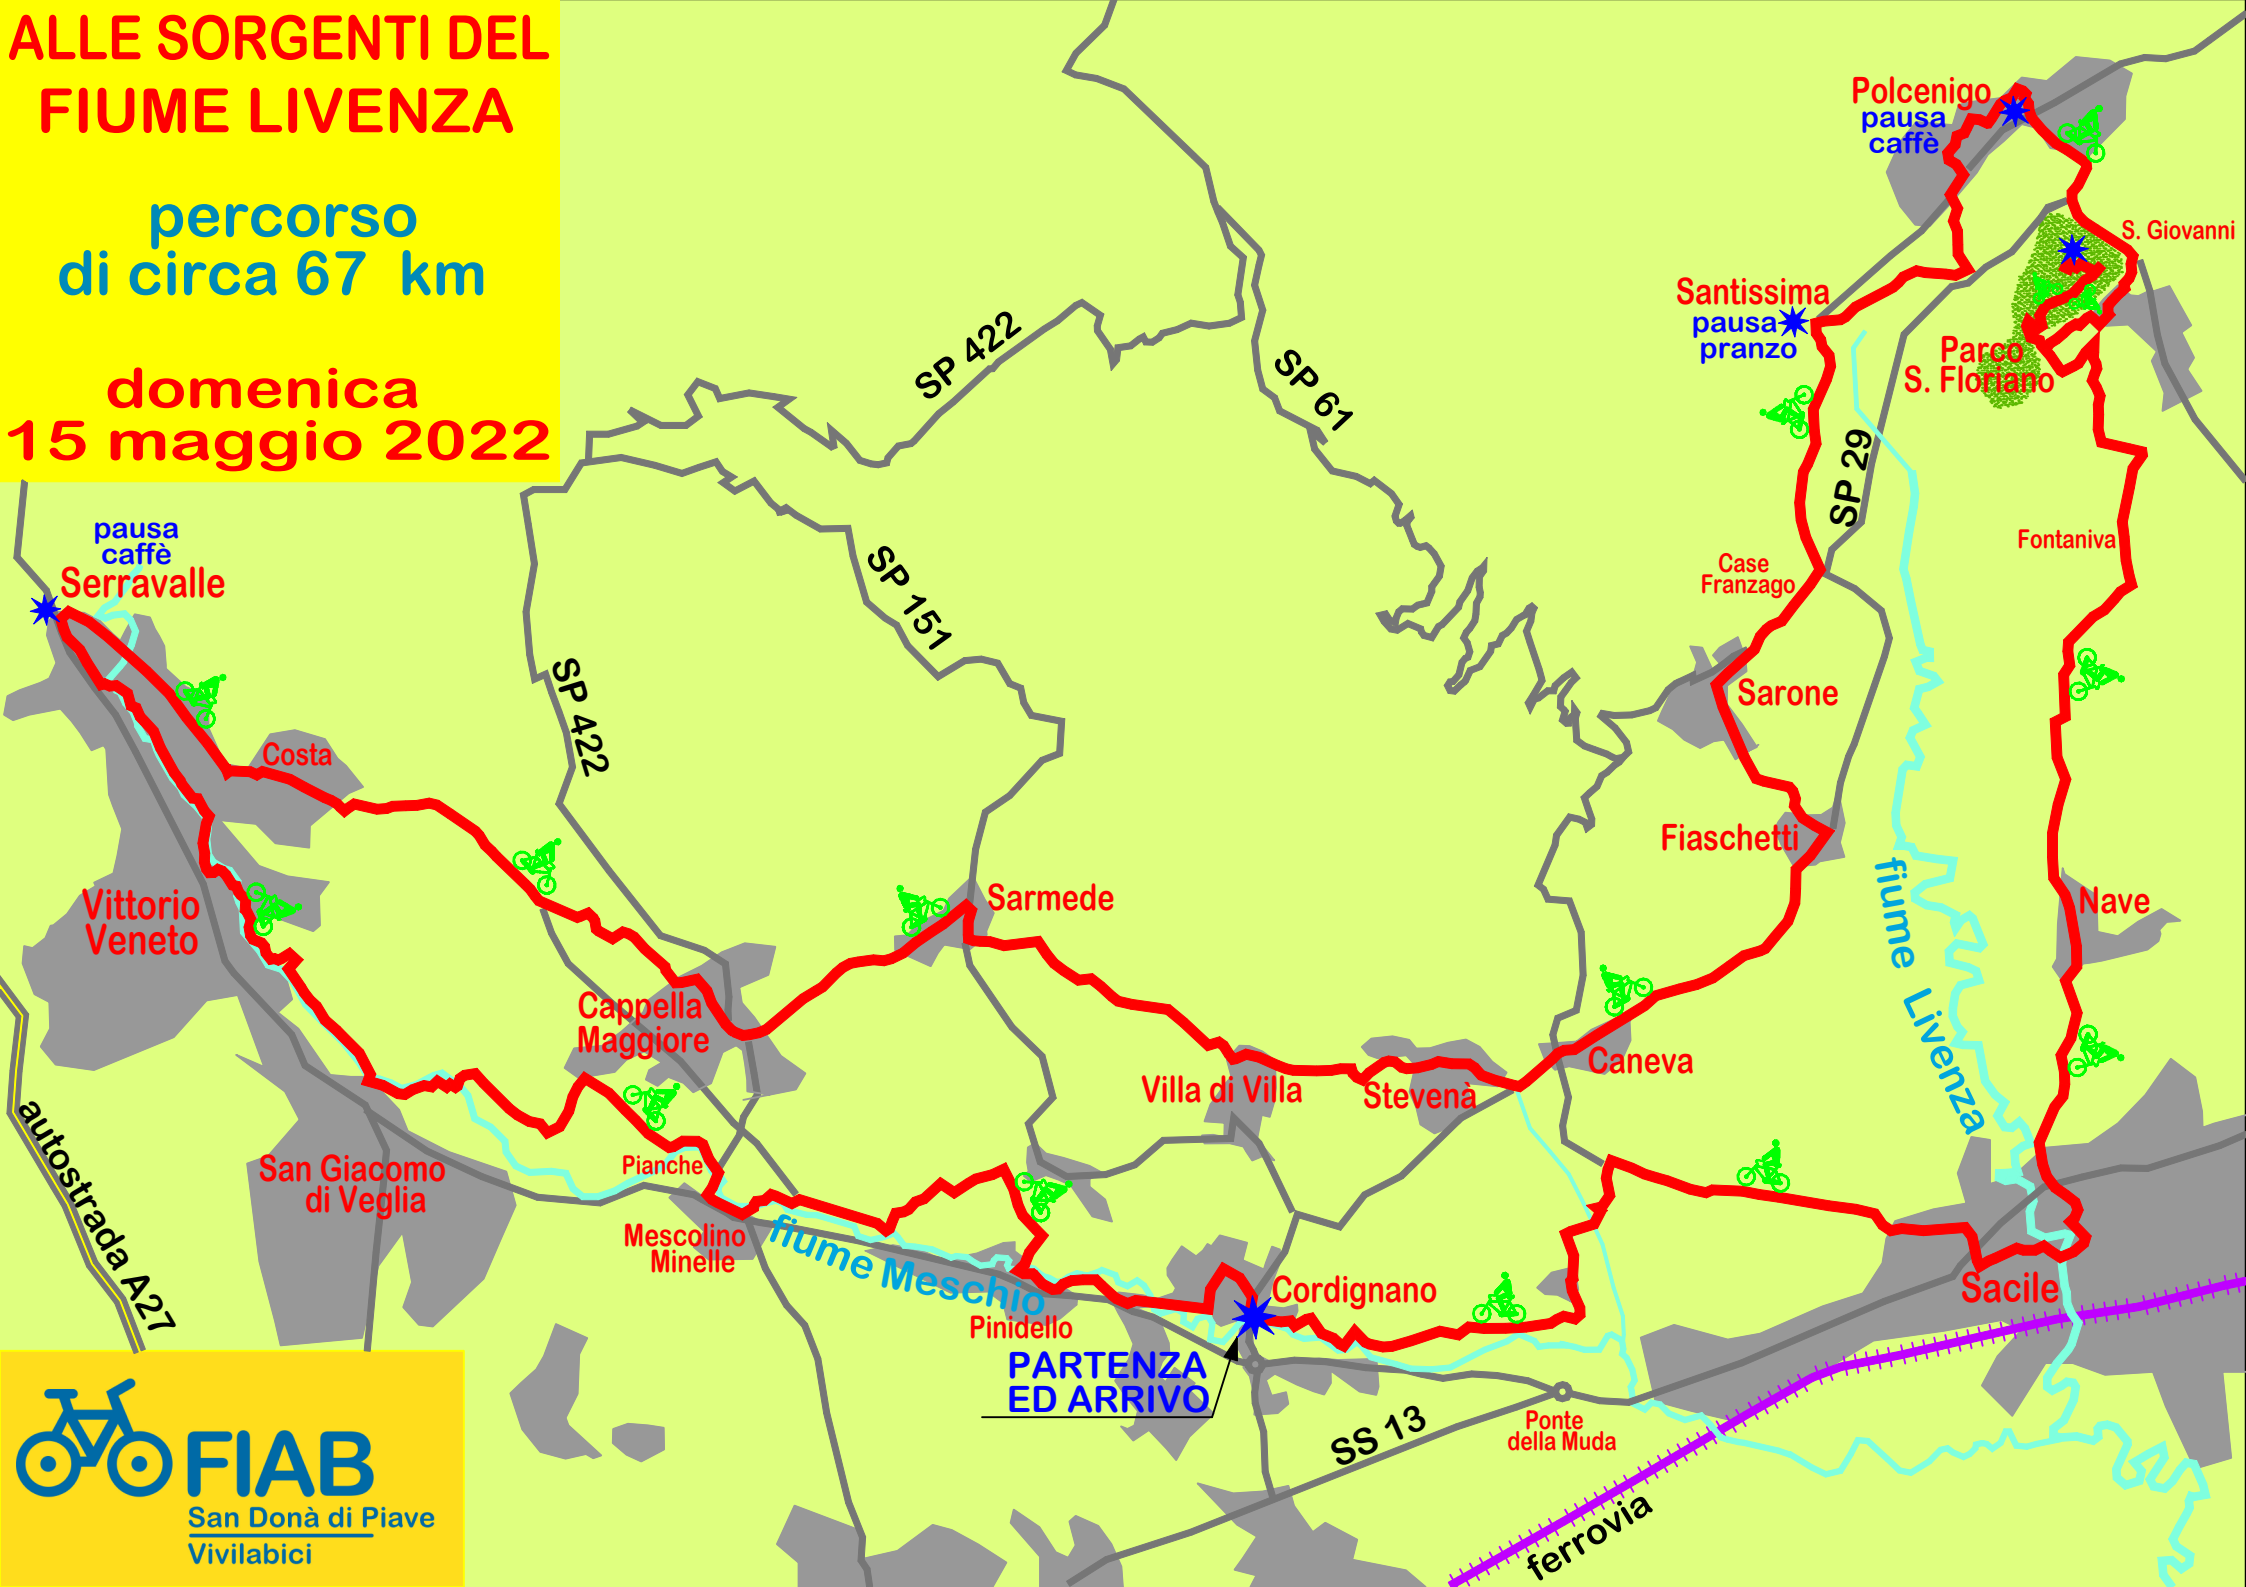 ALLE SORGENTI DEL
FIUME LIVENZA
percorso
di circa 67 km
domenica
15 maggio 2022
Polcenigo
pausa
caffè
S. Giovanni
Santissima
pausa
pranzo
Parco
S. Floriano
SP 422
SP 61
SP 29
pausa
caffè
Serravalle
SP 151
Fontaniva
Case
Franzago
SP 422
Sarone
Costa
Fiaschetti
Sarmede
Nave
Vittorio
Veneto
fiume Livenza
Cappella
Maggiore
Villa di Villa
Stevenà
Caneva
autostrada A27
San Giacomo
di Veglia
Pianche
Mescolino
Minelle
fiume Meschio
Pinidello
Cordignano
Sacile
PARTENZA
ED ARRIVO
SS 13
Ponte
della Muda
ferrovia
FIAB
San Donà di Piave
Vivilabici